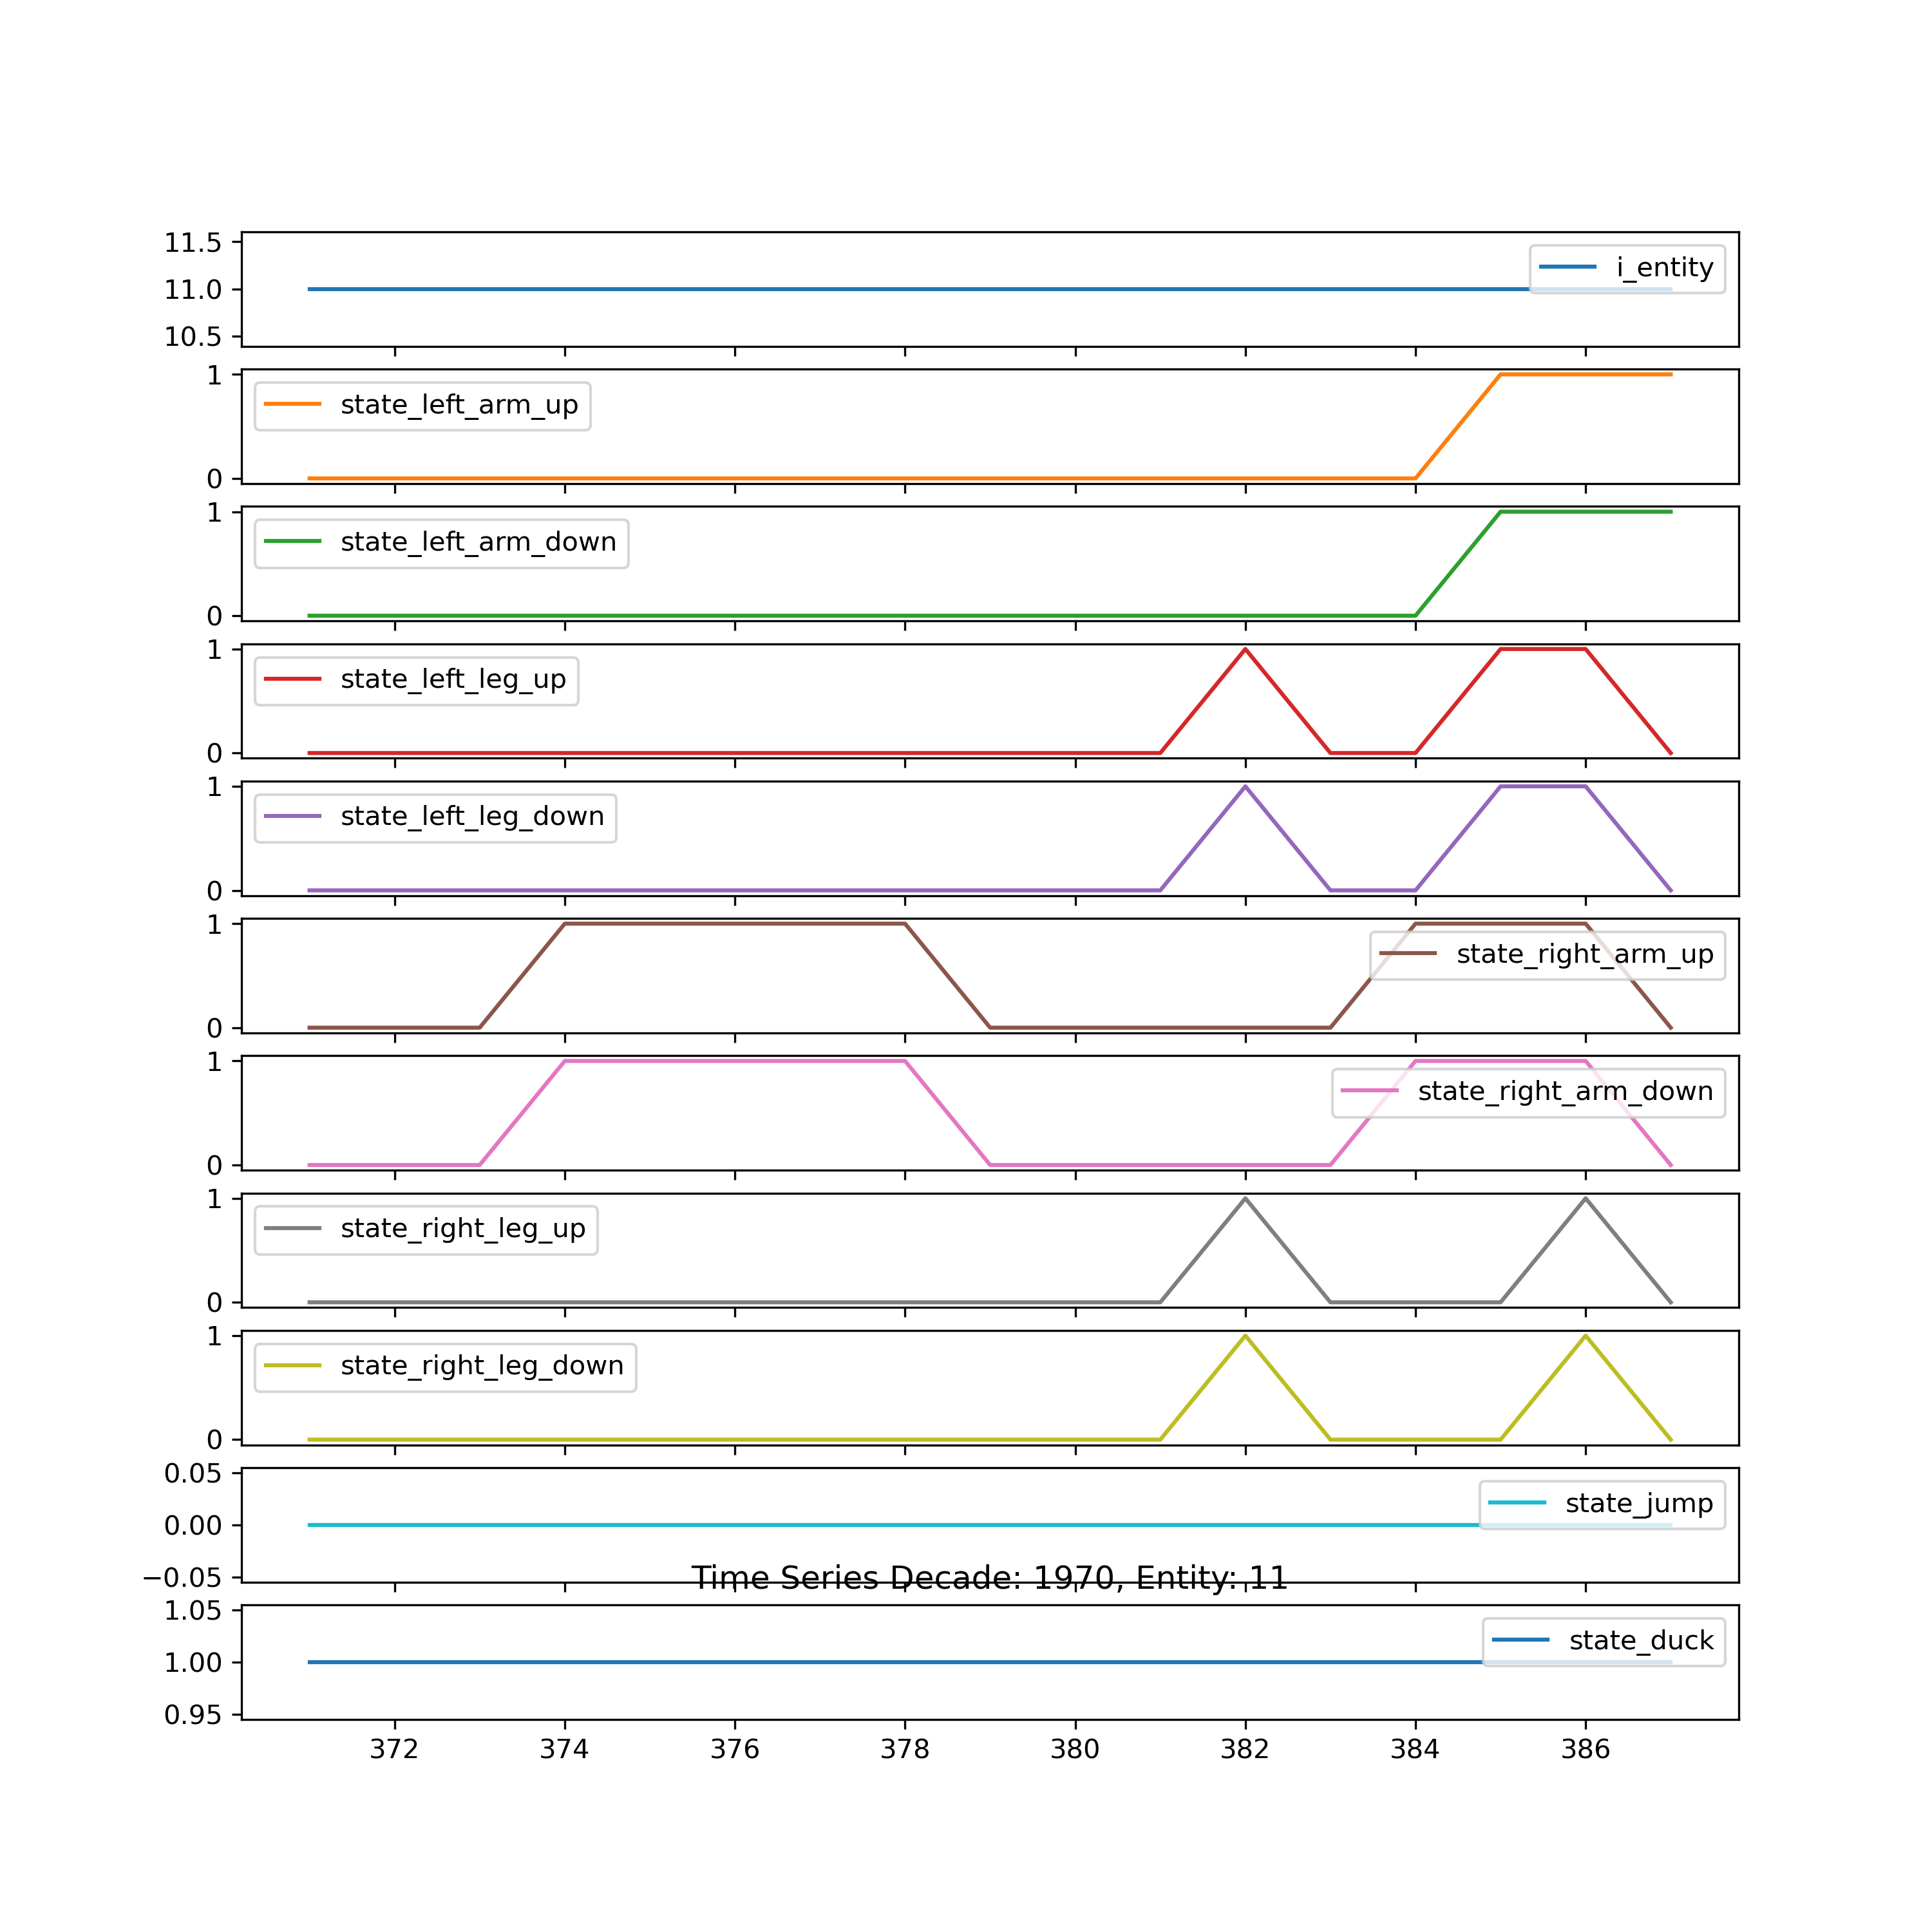 11.5
11.0
10.5
i_entity
1
0
state_left_arm_up
1
0
state_left_arm_down
1
0
state_left_leg_up
1
0
state_left_leg_down
1
0
state_right_arm_up
1
0
state_right_arm_down
1
0
state_right_leg_up
1
0
state_right_leg_down
1
0
0.05
0.00
−0.05
state_jump
Time Series Decade: 1970, Entity: 11
1.05
1.00
0.95
state_duck
372 374 376 378 380 382 384 386